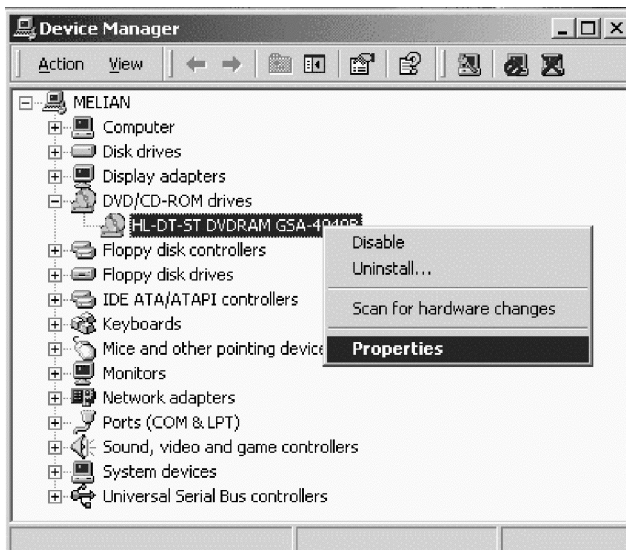 Device Manager
Action View
MELIAN
Computer
Disk drives
Display adapters
DVD/CD-ROM drives
HL-DT-ST DVDRAM GSA-4040B
Disable
Floppy disk controllers
Uninstall...
Floppy disk drives
IDE ATA/ATAPI controllers
Scan for hardware changes
Keyboards
Mice and other pointing device
Properties
Monitors
Network adapters
Ports (COM & LPT)
Sound, video and game controllers
System devices
Universal Serial Bus controllers